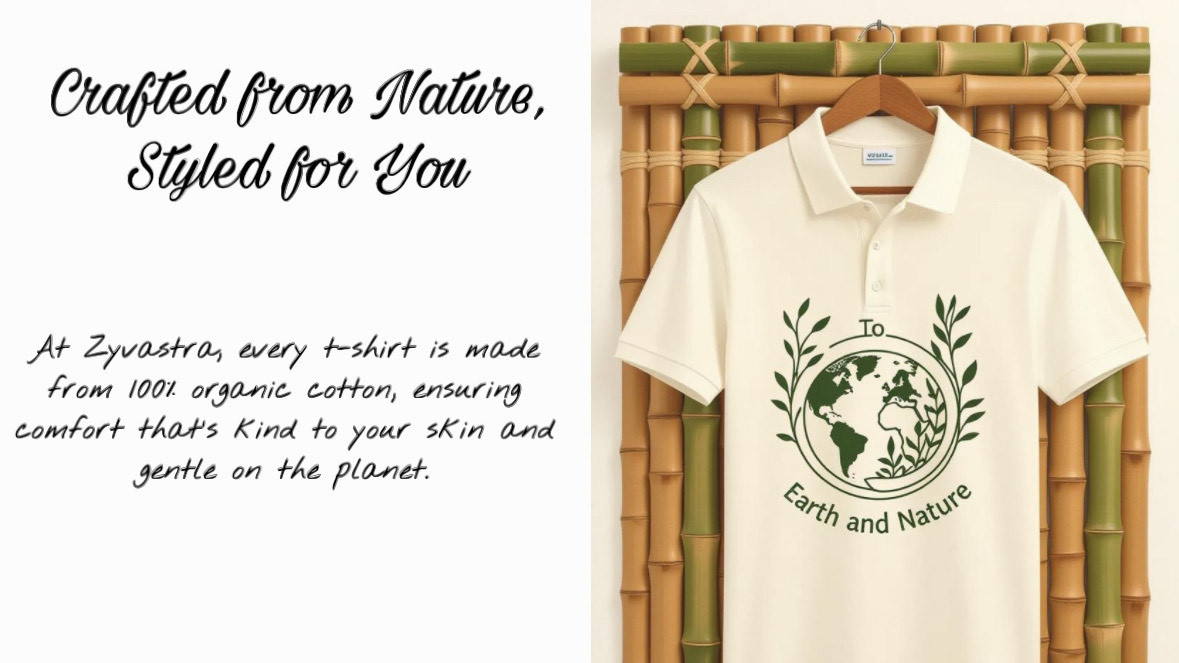 Crafted from Nature,
Styled for You
At Zyvastra, every t-shirt is made
from 100% organic cotton, ensuring
comfort that's kind to your skin and
gentle on the planet.
To
Earth and Nature